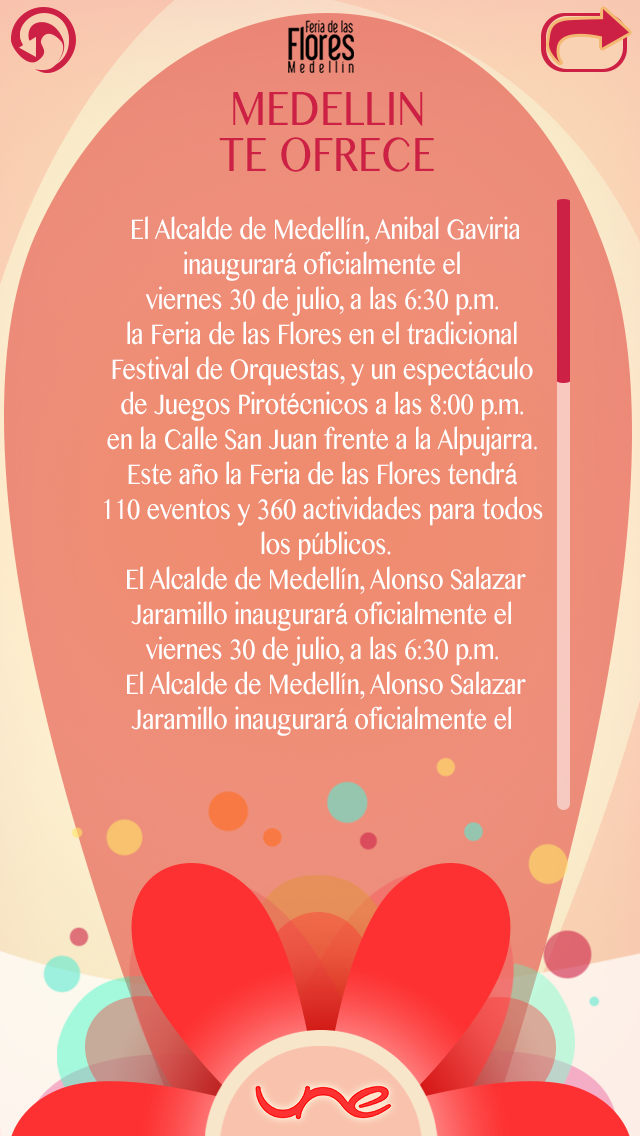 Feria de las
Flores
Medellín
MEDELLIN
TE OFRECE
El Alcalde de Medellín, Anibal Gaviria
inaugurará oficialmente el
viernes 30 de julio, a las 6:30 p.m.
la Feria de las Flores en el tradicional
Festival de Orquestas, y un espectáculo
de Juegos Pirotécnicos a las 8:00 p.m.
en la Calle San Juan frente a la Alpujarra.
Este año la Feria de las Flores tendrá
110 eventos y 360 actividades para todos
los públicos.
El Alcalde de Medellín, Alonso Salazar
Jaramillo inaugurará oficialmente el
viernes 30 de julio, a las 6:30 p.m.
El Alcalde de Medellín, Alonso Salazar
Jaramillo inaugurará oficialmente el
une